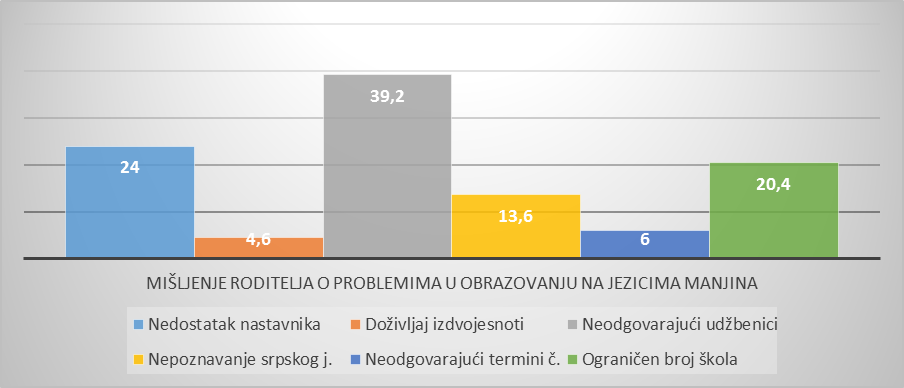 24
4,6
39,2
13,6
6
20,4
MIŠLJENJE RODITELJA O PROBLEMIMA U OBRAZOVANJU NA JEZICIMA MANJINA
Nedostatak nastavnika
Doživljaj izdvojesnoti
Neodgovarajući udžbenici
Nepoznavanje srpskog j.
Neodgovarajući termini č.
Ograničen broj škola